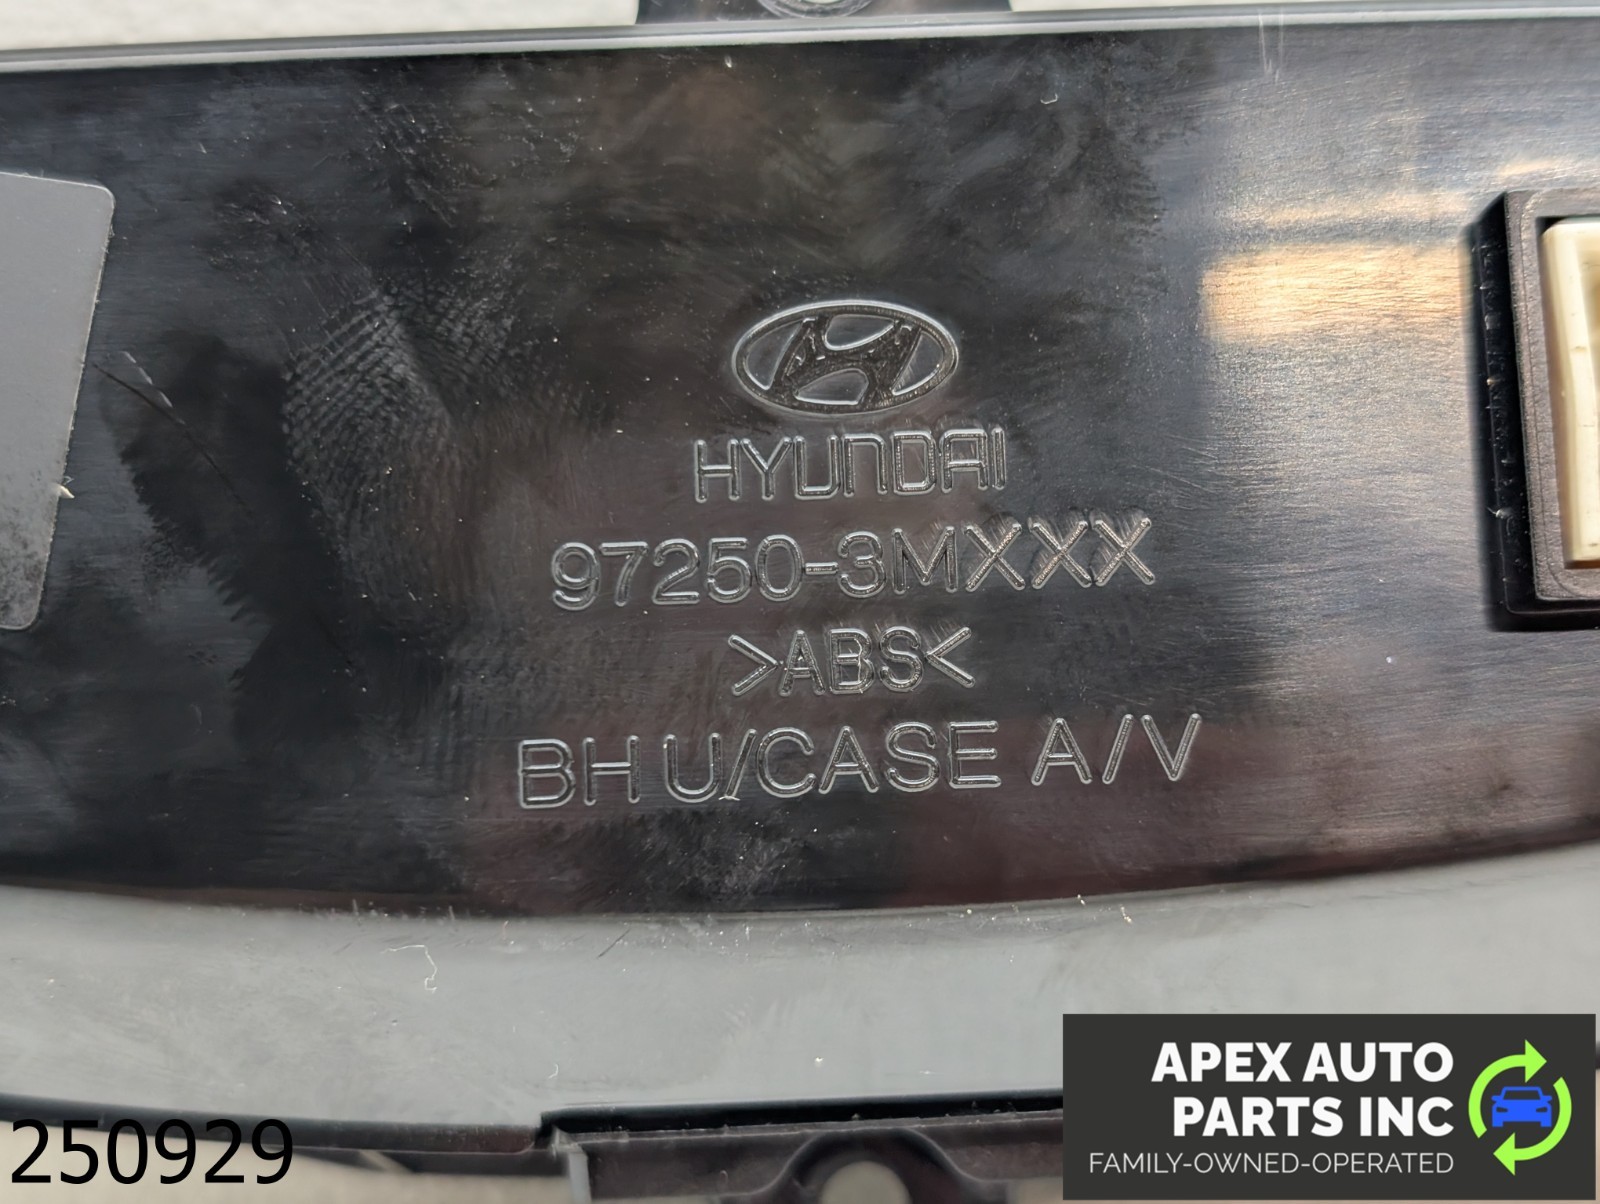 HYUNDAI
97250-3MXXX
>ABS<
BH U/CASE A/V
250929
APEX AUTO
PARTS INC
FAMILY-OWNED-OPERATED